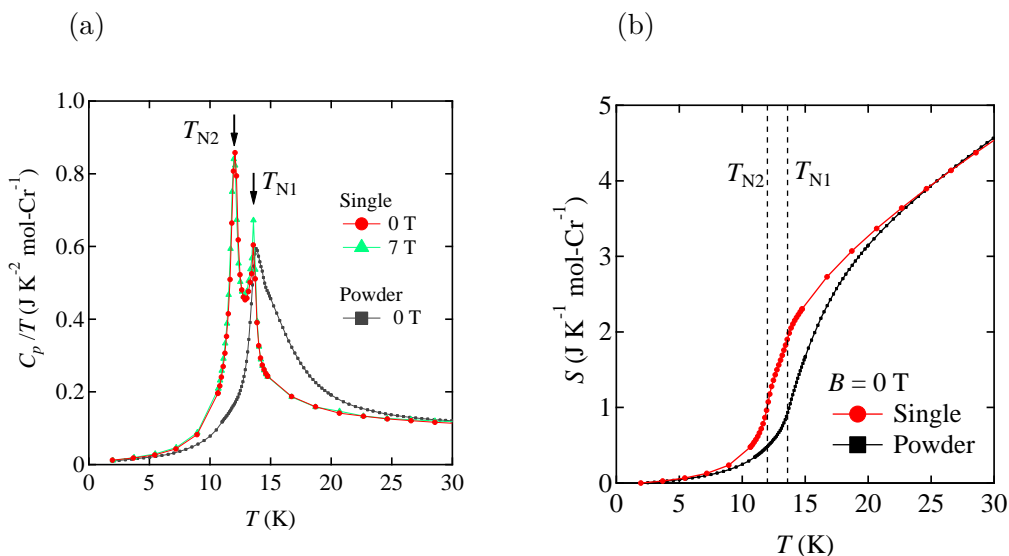 (a)
1.0
0.8
0.6
0.4
0.2
0
C_p/T (J K^-2 mol-Cr^-1)
0 5 10 15 20 25 30
T (K)
T_N2
T_N1
Single
0 T
7 T
Powder
0 T
(b)
5
4
3
2
1
0
S (J K^-1 mol-Cr^-1)
0 5 10 15 20 25 30
T (K)
T_N2
T_N1
B = 0 T
Single
Powder